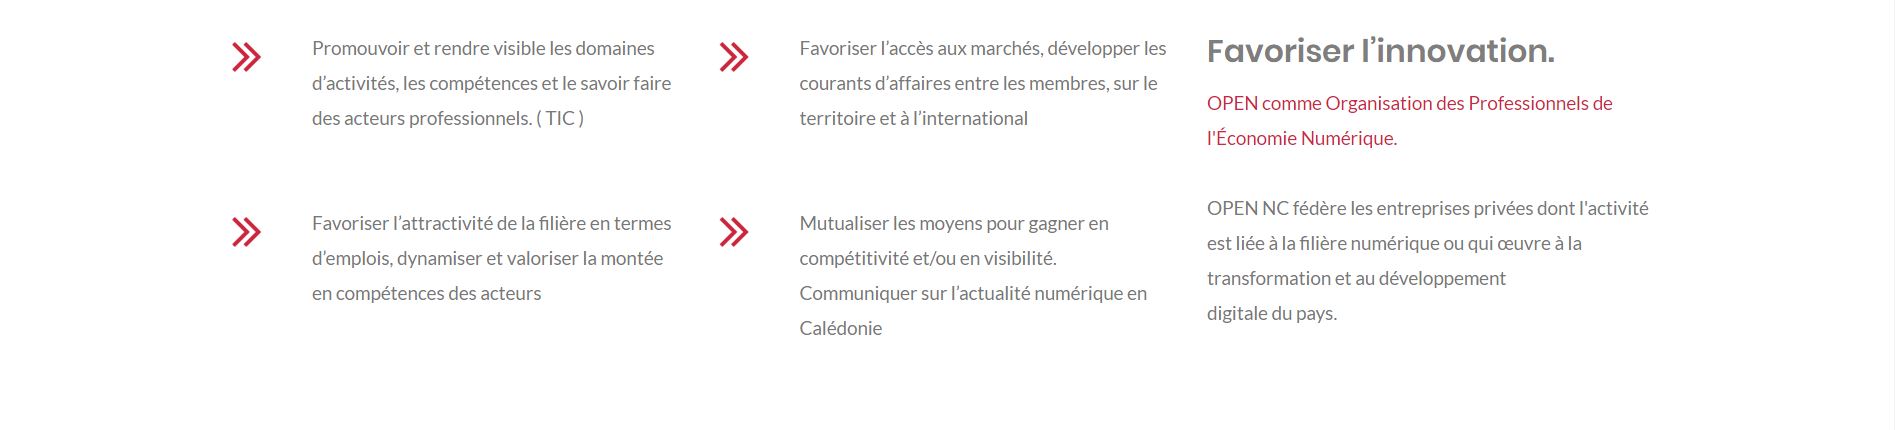 Promouvoir et rendre visible les domaines
d’activités, les compétences et le savoir faire
des acteurs professionnels. ( TIC )
Favoriser l’accès aux marchés, développer les
courants d’affaires entre les membres, sur le
territoire et à l’international
Favoriser l’attractivité de la filière en termes
d’emplois, dynamiser et valoriser la montée
en compétences des acteurs
Mutualiser les moyens pour gagner en
compétitivité et/ou en visibilité.
Communiquer sur l’actualité numérique en
Calédonie
Favoriser l’innovation.
OPEN comme Organisation des Professionnels de
l'Économie Numérique.
OPEN NC fédère les entreprises privées dont l'activité
est liée à la filière numérique ou qui œuvre à la
transformation et au développement
digitale du pays.